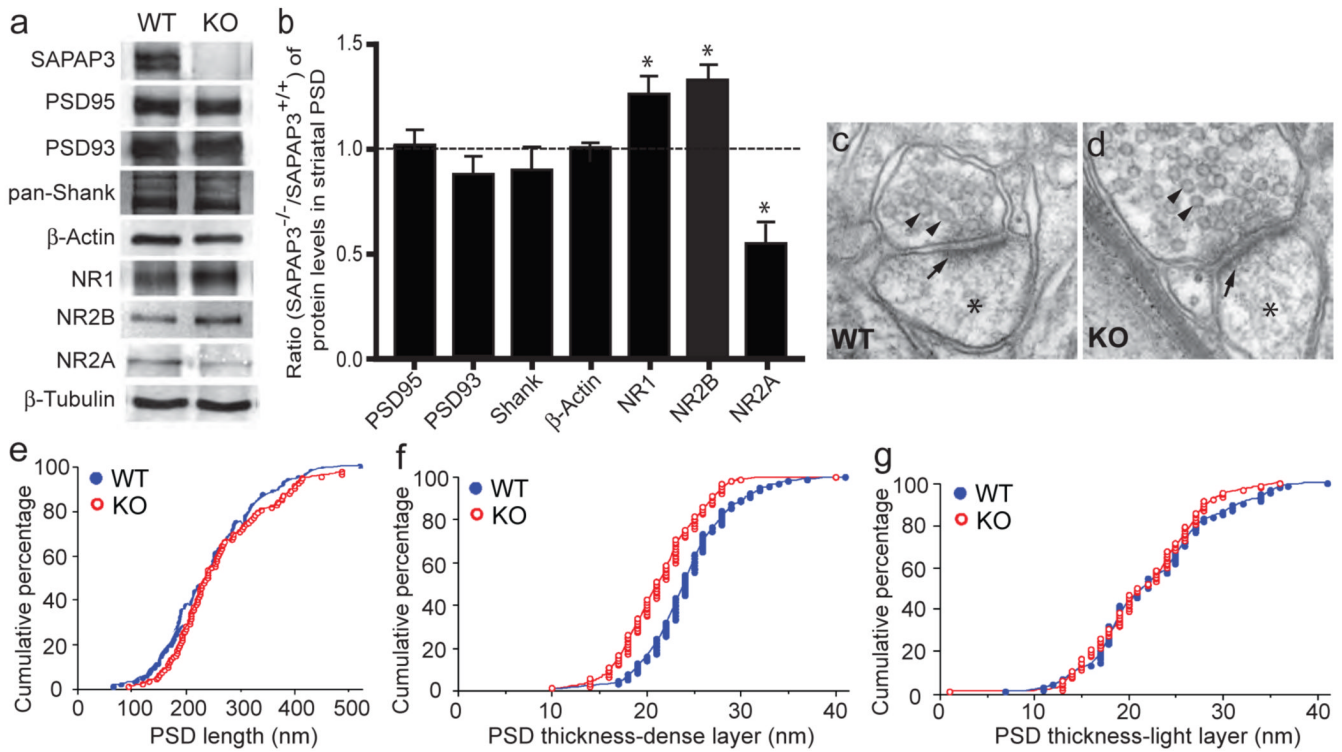 a
WT KO
SAPAP3
PSD95
PSD93
pan-Shank
β-Actin
NR1
NR2B
NR2A
β-Tubulin
b
Ratio (SAPAP3-/-/SAPAP3+/+) of
protein levels in striatal PSD
1.5
1.0
0.5
0.0
*
*
*
PSD95
PSD93
Shank
β-Actin
NR1
NR2B
NR2A
c
*
WT
d
*
KO
e
WT
KO
Cumulative percentage
100
80
60
40
20
0
0 100 200 300 400 500
PSD length (nm)
f
WT
KO
Cumulative percentage
100
80
60
40
20
0
0 10 20 30 40
PSD thickness-dense layer (nm)
g
WT
KO
Cumulative percentage
100
80
60
40
20
0
0 10 20 30 40
PSD thickness-light layer (nm)